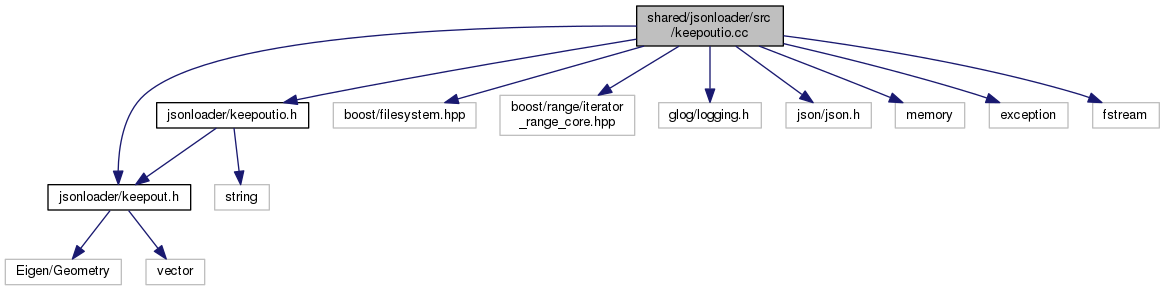 shared/jsonloader/src
/keepoutio.cc
jsonloader/keepoutio.h
boost/filesystem.hpp
boost/range/iterator
_range_core.hpp
glog/logging.h
json/json.h
memory
exception
fstream
jsonloader/keepout.h
string
Eigen/Geometry
vector